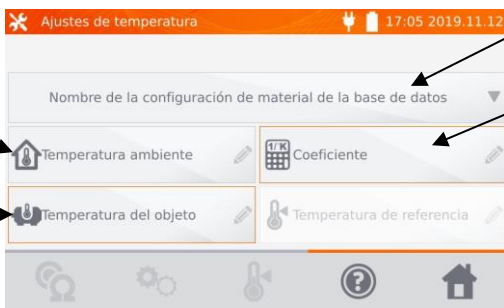 Ajustes de temperatura 17:05 2019.11.12
Nombre de la configuración de material de la base de datos
Temperatura ambiente
1/K Coeficiente
Temperatura del objeto
Temperatura de referencia
?